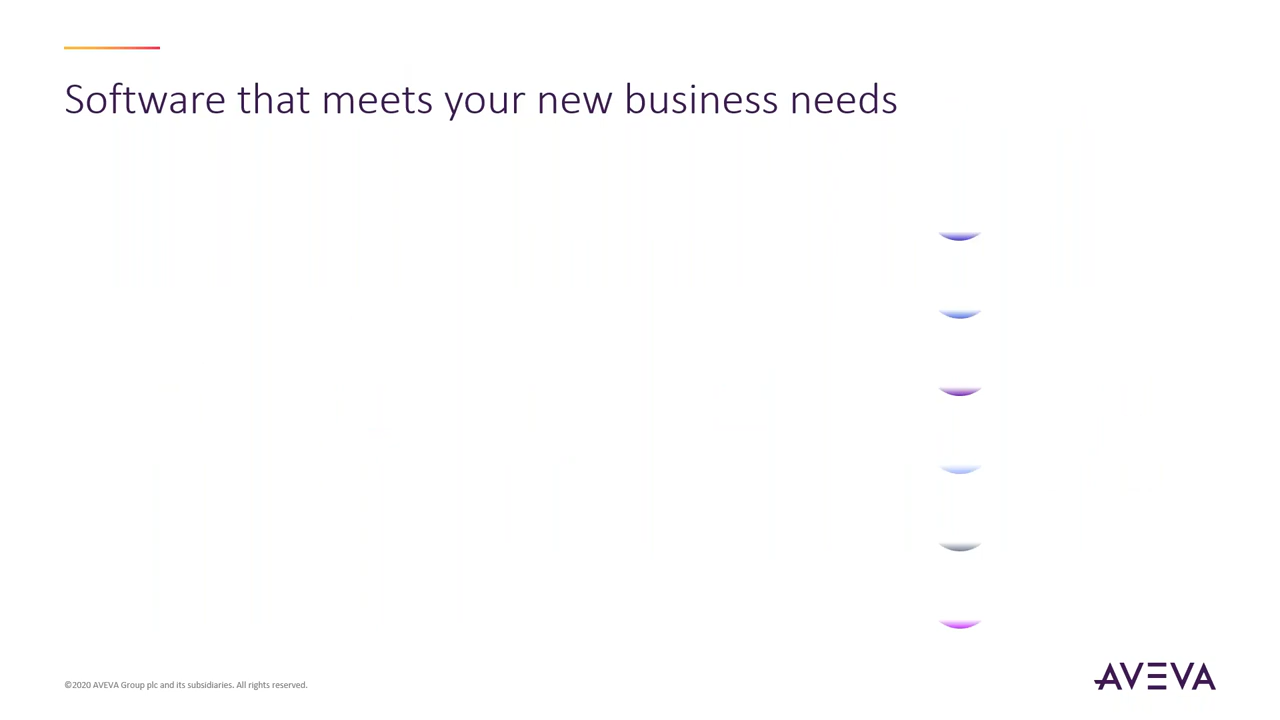 Software that meets your new business needs
©2020 AVEVA Group plc and its subsidiaries. All rights reserved.
AVEVA